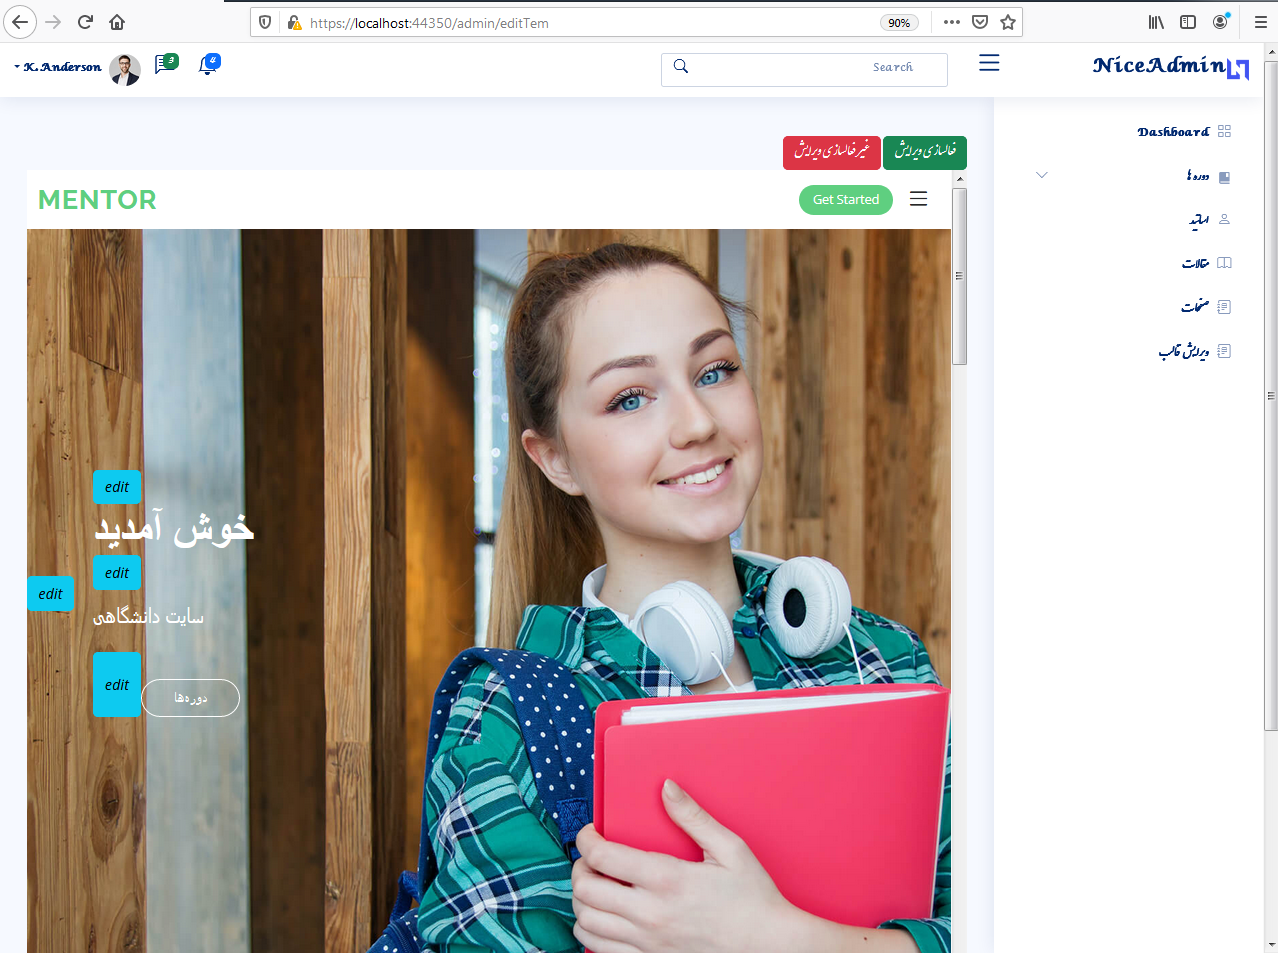 https://localhost:44350/admin/editTem
90%
K. Anderson
3
4
Search
NiceAdmin
غیر فعالسازی ویرایش
فعالسازی ویرایش
Dashboard
دوره ها
اساتید
مقالات
صفحات
ویرایش قالب
MENTOR
Get Started
edit
خوش آمدید
edit
edit
سایت دانشگاهی
edit
دوره‌ها